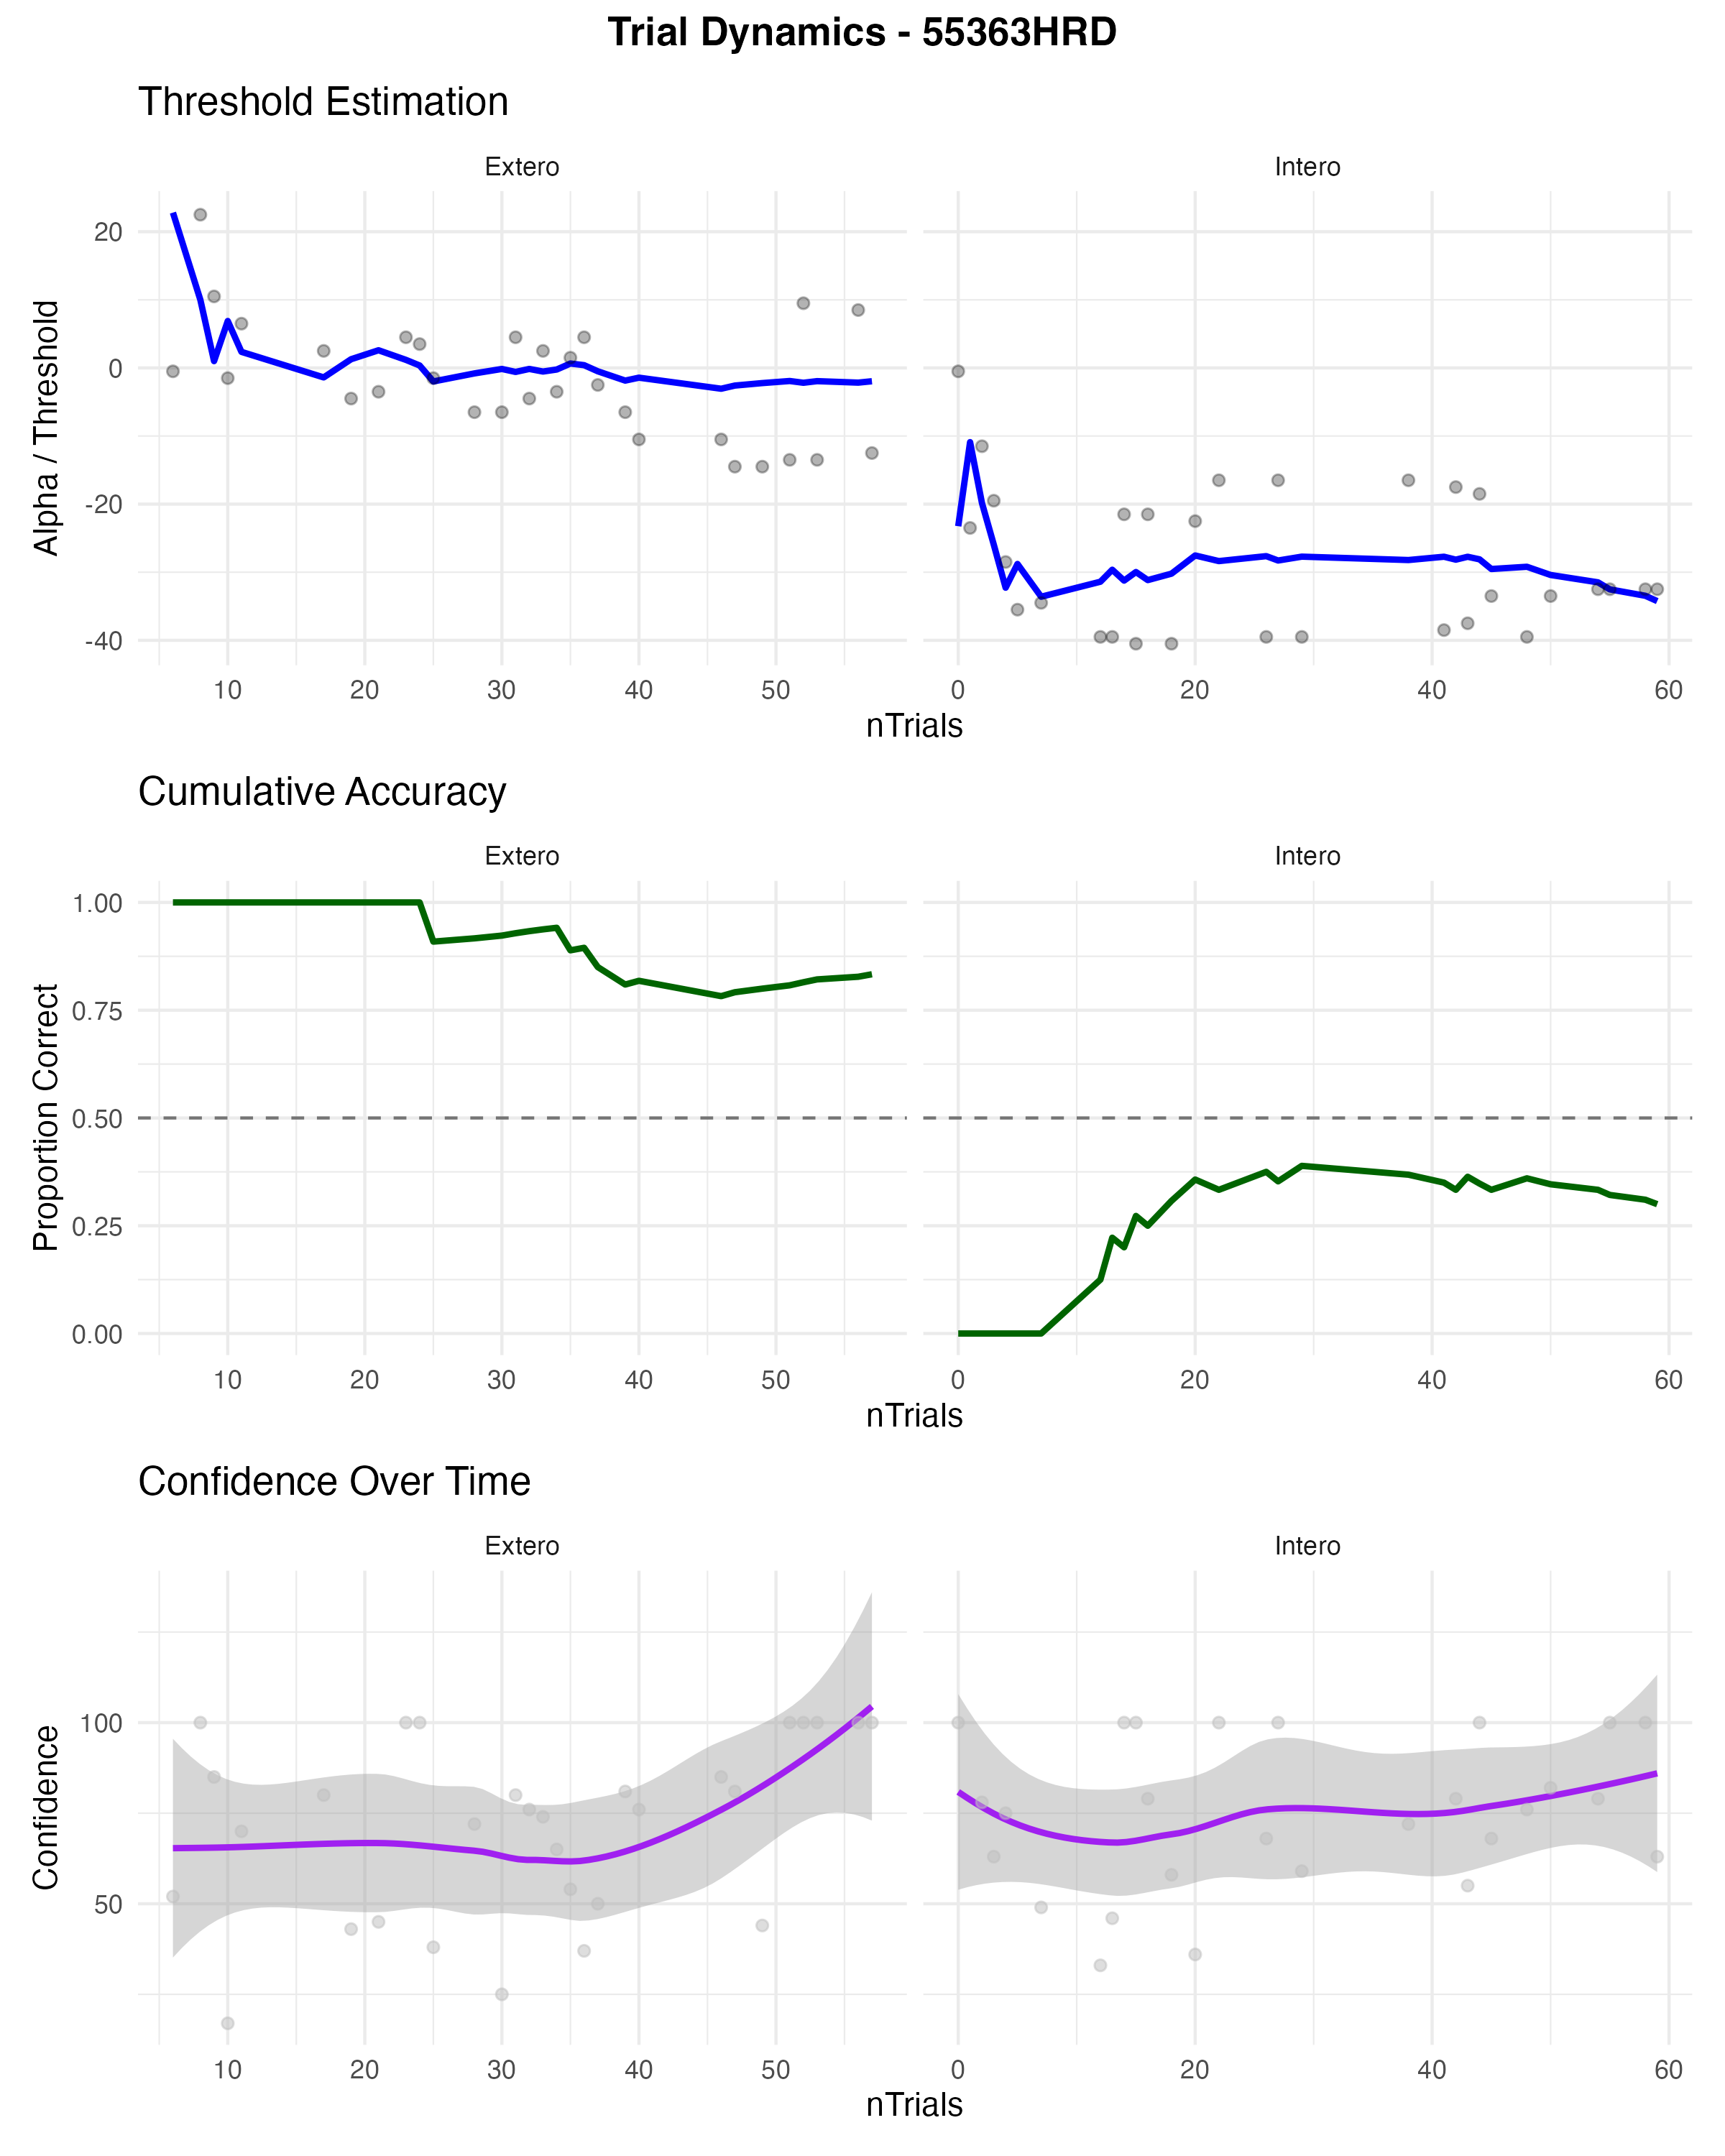 Trial Dynamics - 55363HRD
Threshold Estimation
Extero
Intero
Alpha / Threshold
20
0
-20
-40
10 20 30 40 50
0 20 40 60
nTrials
Cumulative Accuracy
Extero
Intero
Proportion Correct
1.00
0.75
0.50
0.25
0.00
10 20 30 40 50
0 20 40 60
nTrials
Confidence Over Time
Extero
Intero
Confidence
100
50
10 20 30 40 50
0 20 40 60
nTrials